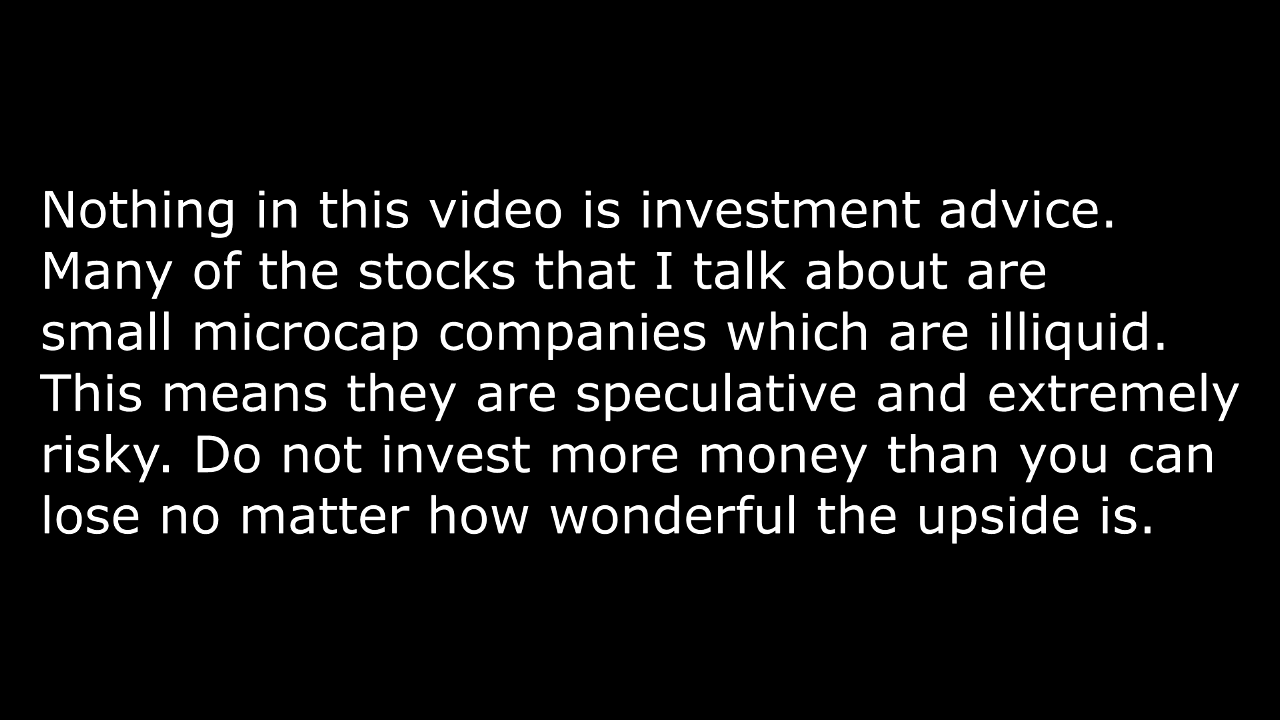 Nothing in this video is investment advice.
Many of the stocks that I talk about are
small microcap companies which are illiquid.
This means they are speculative and extremely
risky. Do not invest more money than you can
lose no matter how wonderful the upside is.